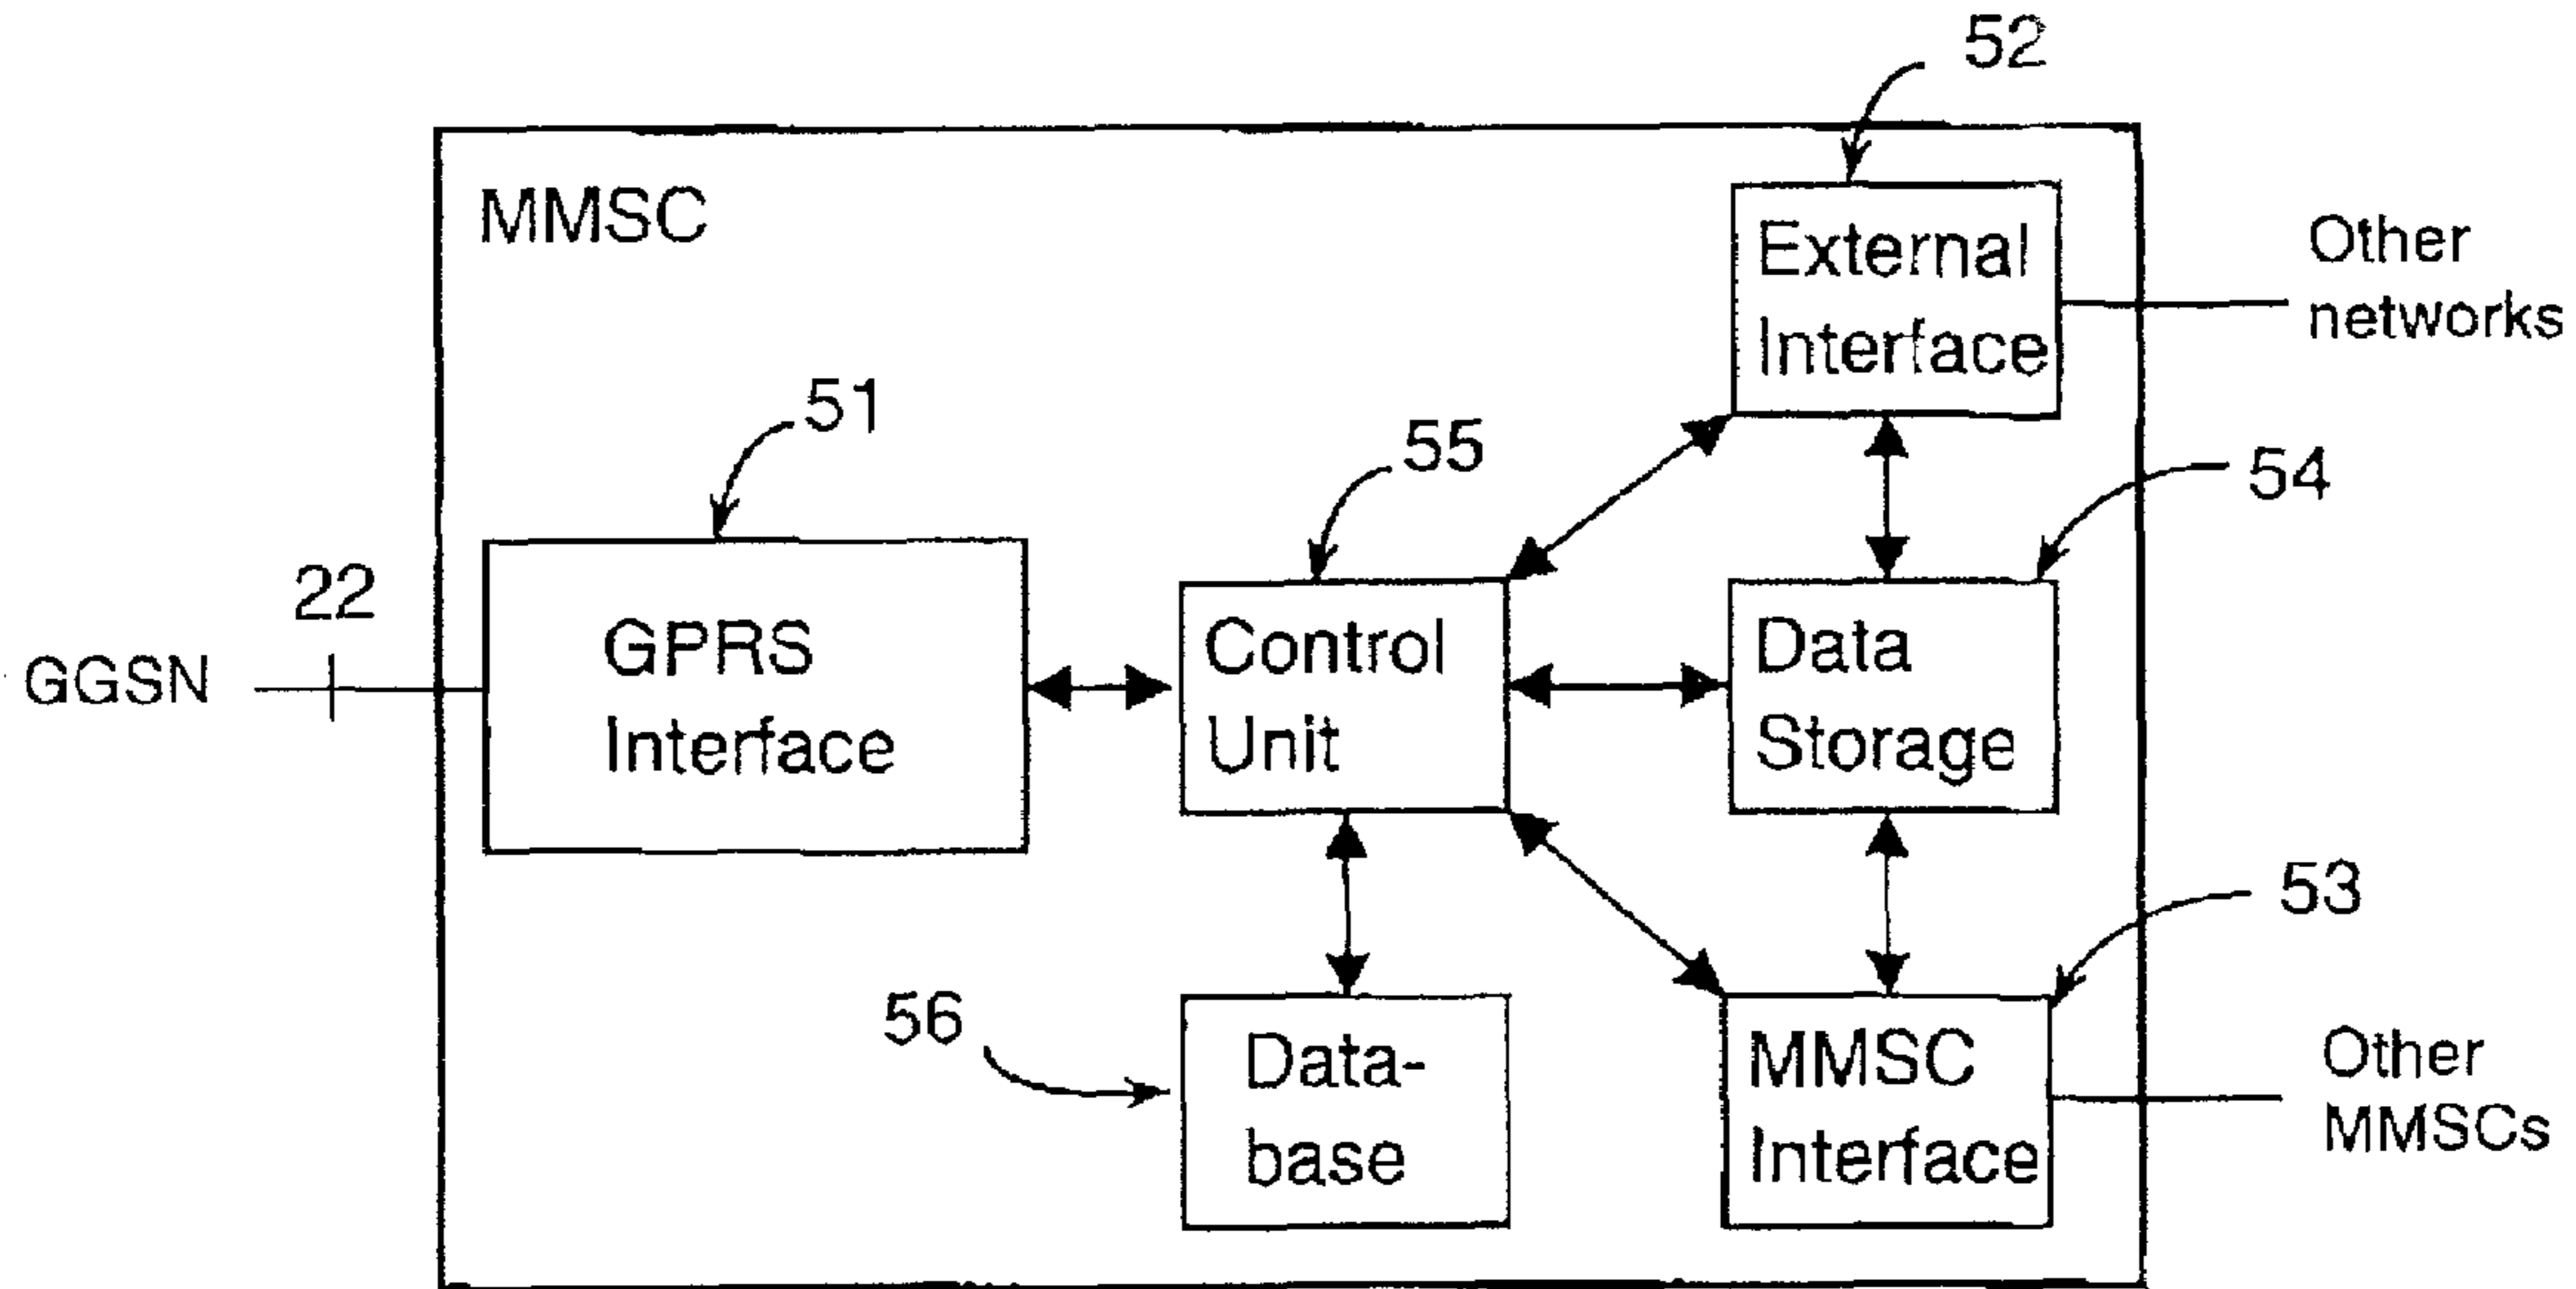 52
MMSC
External
Interface
Other
networks
51
55
54
22
GGSN
GPRS
Interface
Control
Unit
Data
Storage
53
56
Data-
base
MMSC
Interface
Other
MMSCs